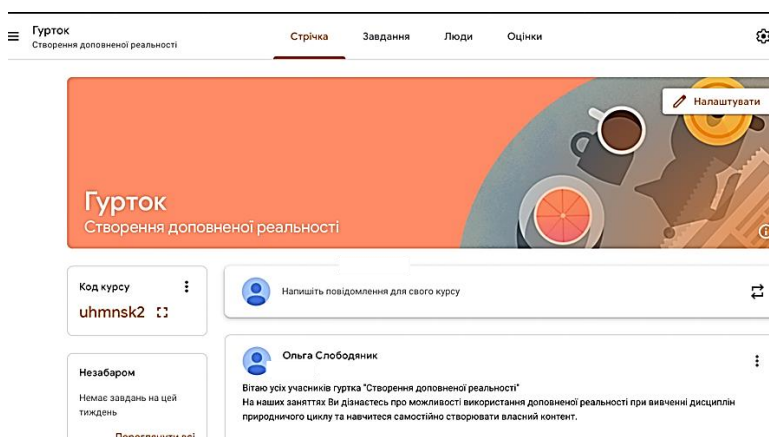 Гурток
Створення доповненої реальності
Стрічка Завдання Люди Оцінки
Налаштувати
Гурток
Створення доповненої реальності
Код курсу
uhmnsk2
Напишіть повідомлення для свого курсу
Незабаром
Немає завдань на цей
тиждень
Переглянути всі
Ольга Слободяник
Вітаю усіх учасників гуртка "Створення доповненої реальності"
На наших заняттях Ви дізнаєтесь про можливості використання доповненої реальності при вивченні дисциплін
природничого циклу та навчитеся самостійно створювати власний контент.